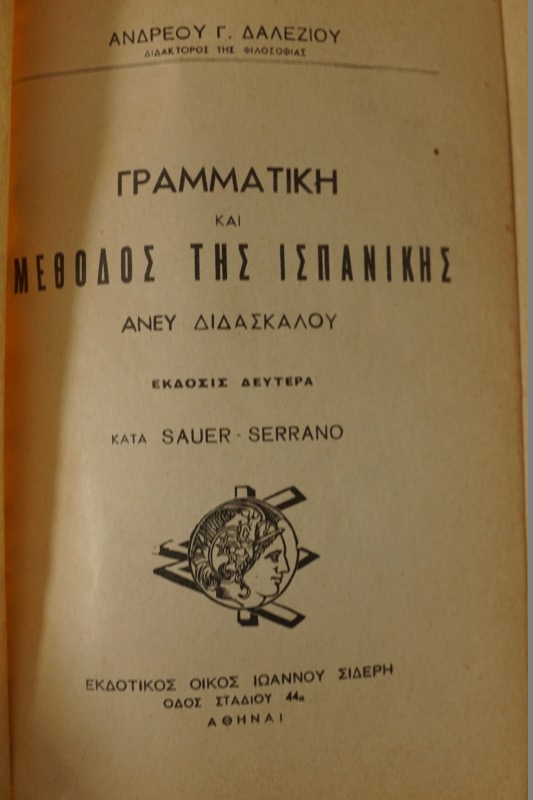 ΑΝΔΡΕΟΥ Γ. ΔΑΛΕΖΙΟΥ
ΔΙΔΑΚΤΟΡΟΣ ΤΗΣ ΦΙΛΟΣΟΦΙΑΣ
ΓΡΑΜΜΑΤΙΚΗ
ΚΑΙ
ΜΕΘΟΔΟΣ ΤΗΣ ΙΣΠΑΝΙΚΗΣ
ΑΝΕΥ ΔΙΔΑΣΚΑΛΟΥ
ΕΚΔΟΣΙΣ ΔΕΥΤΕΡΑ
ΚΑΤΑ SAUER - SERRANO
ΕΚΔΟΤΙΚΟΣ ΟΙΚΟΣ ΙΩΑΝΝΟΥ ΣΙΔΕΡΗ
ΟΔΟΣ ΣΤΑΔΙΟΥ 44α
ΑΘΗΝΑΙ